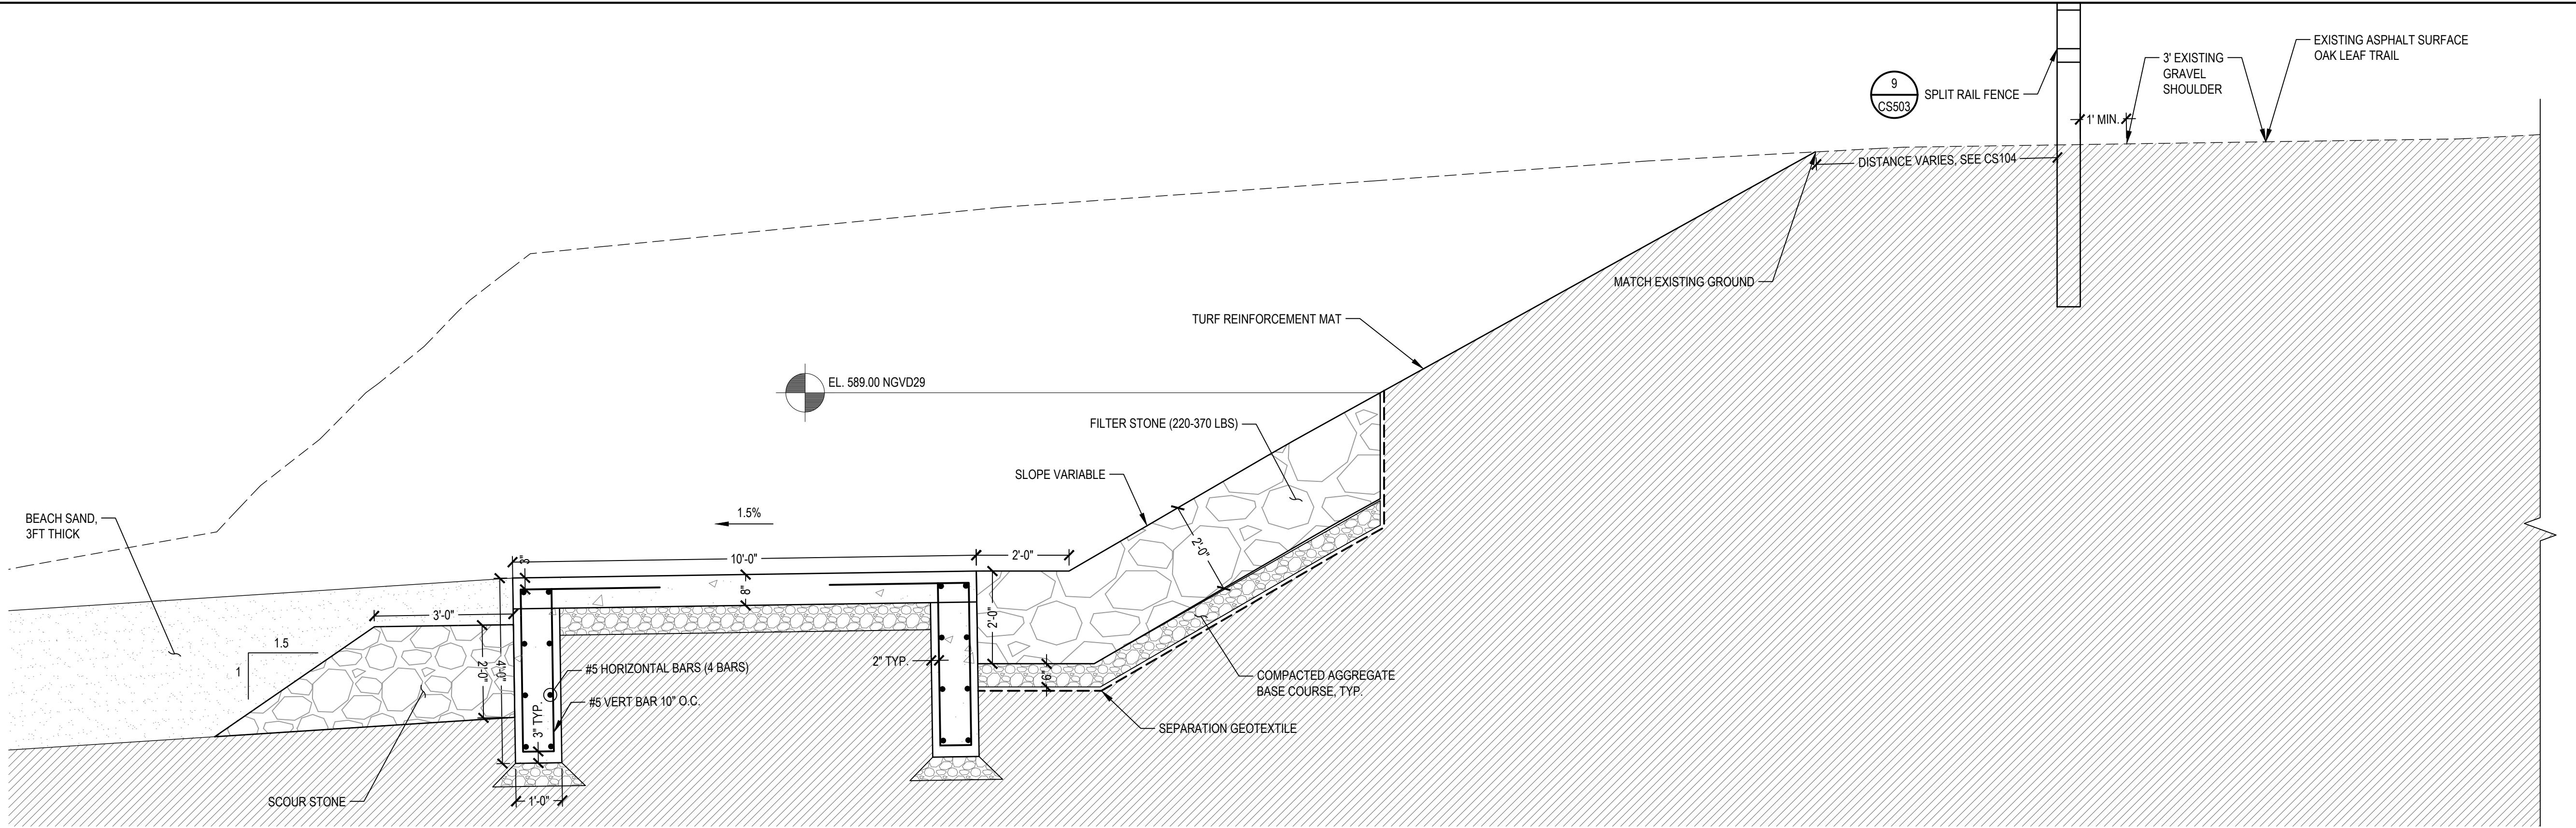 EXISTING ASPHALT SURFACE
OAK LEAF TRAIL
3' EXISTING
GRAVEL
SHOULDER
9
CS503
SPLIT RAIL FENCE
1' MIN.
DISTANCE VARIES, SEE CS104
MATCH EXISTING GROUND
TURF REINFORCEMENT MAT
EL. 589.00 NGVD29
FILTER STONE (220-370 LBS)
SLOPE VARIABLE
BEACH SAND,
3FT THICK
1.5%
3"
10'-0"
2'-0"
2'-0"
8"
3'-0"
2'-0"
4'-0"
2'-0"
1.5
1
2" TYP.
6"
#5 HORIZONTAL BARS (4 BARS)
#5 VERT BAR 10" O.C.
3" TYP.
COMPACTED AGGREGATE
BASE COURSE, TYP.
SEPARATION GEOTEXTILE
SCOUR STONE
1'-0"